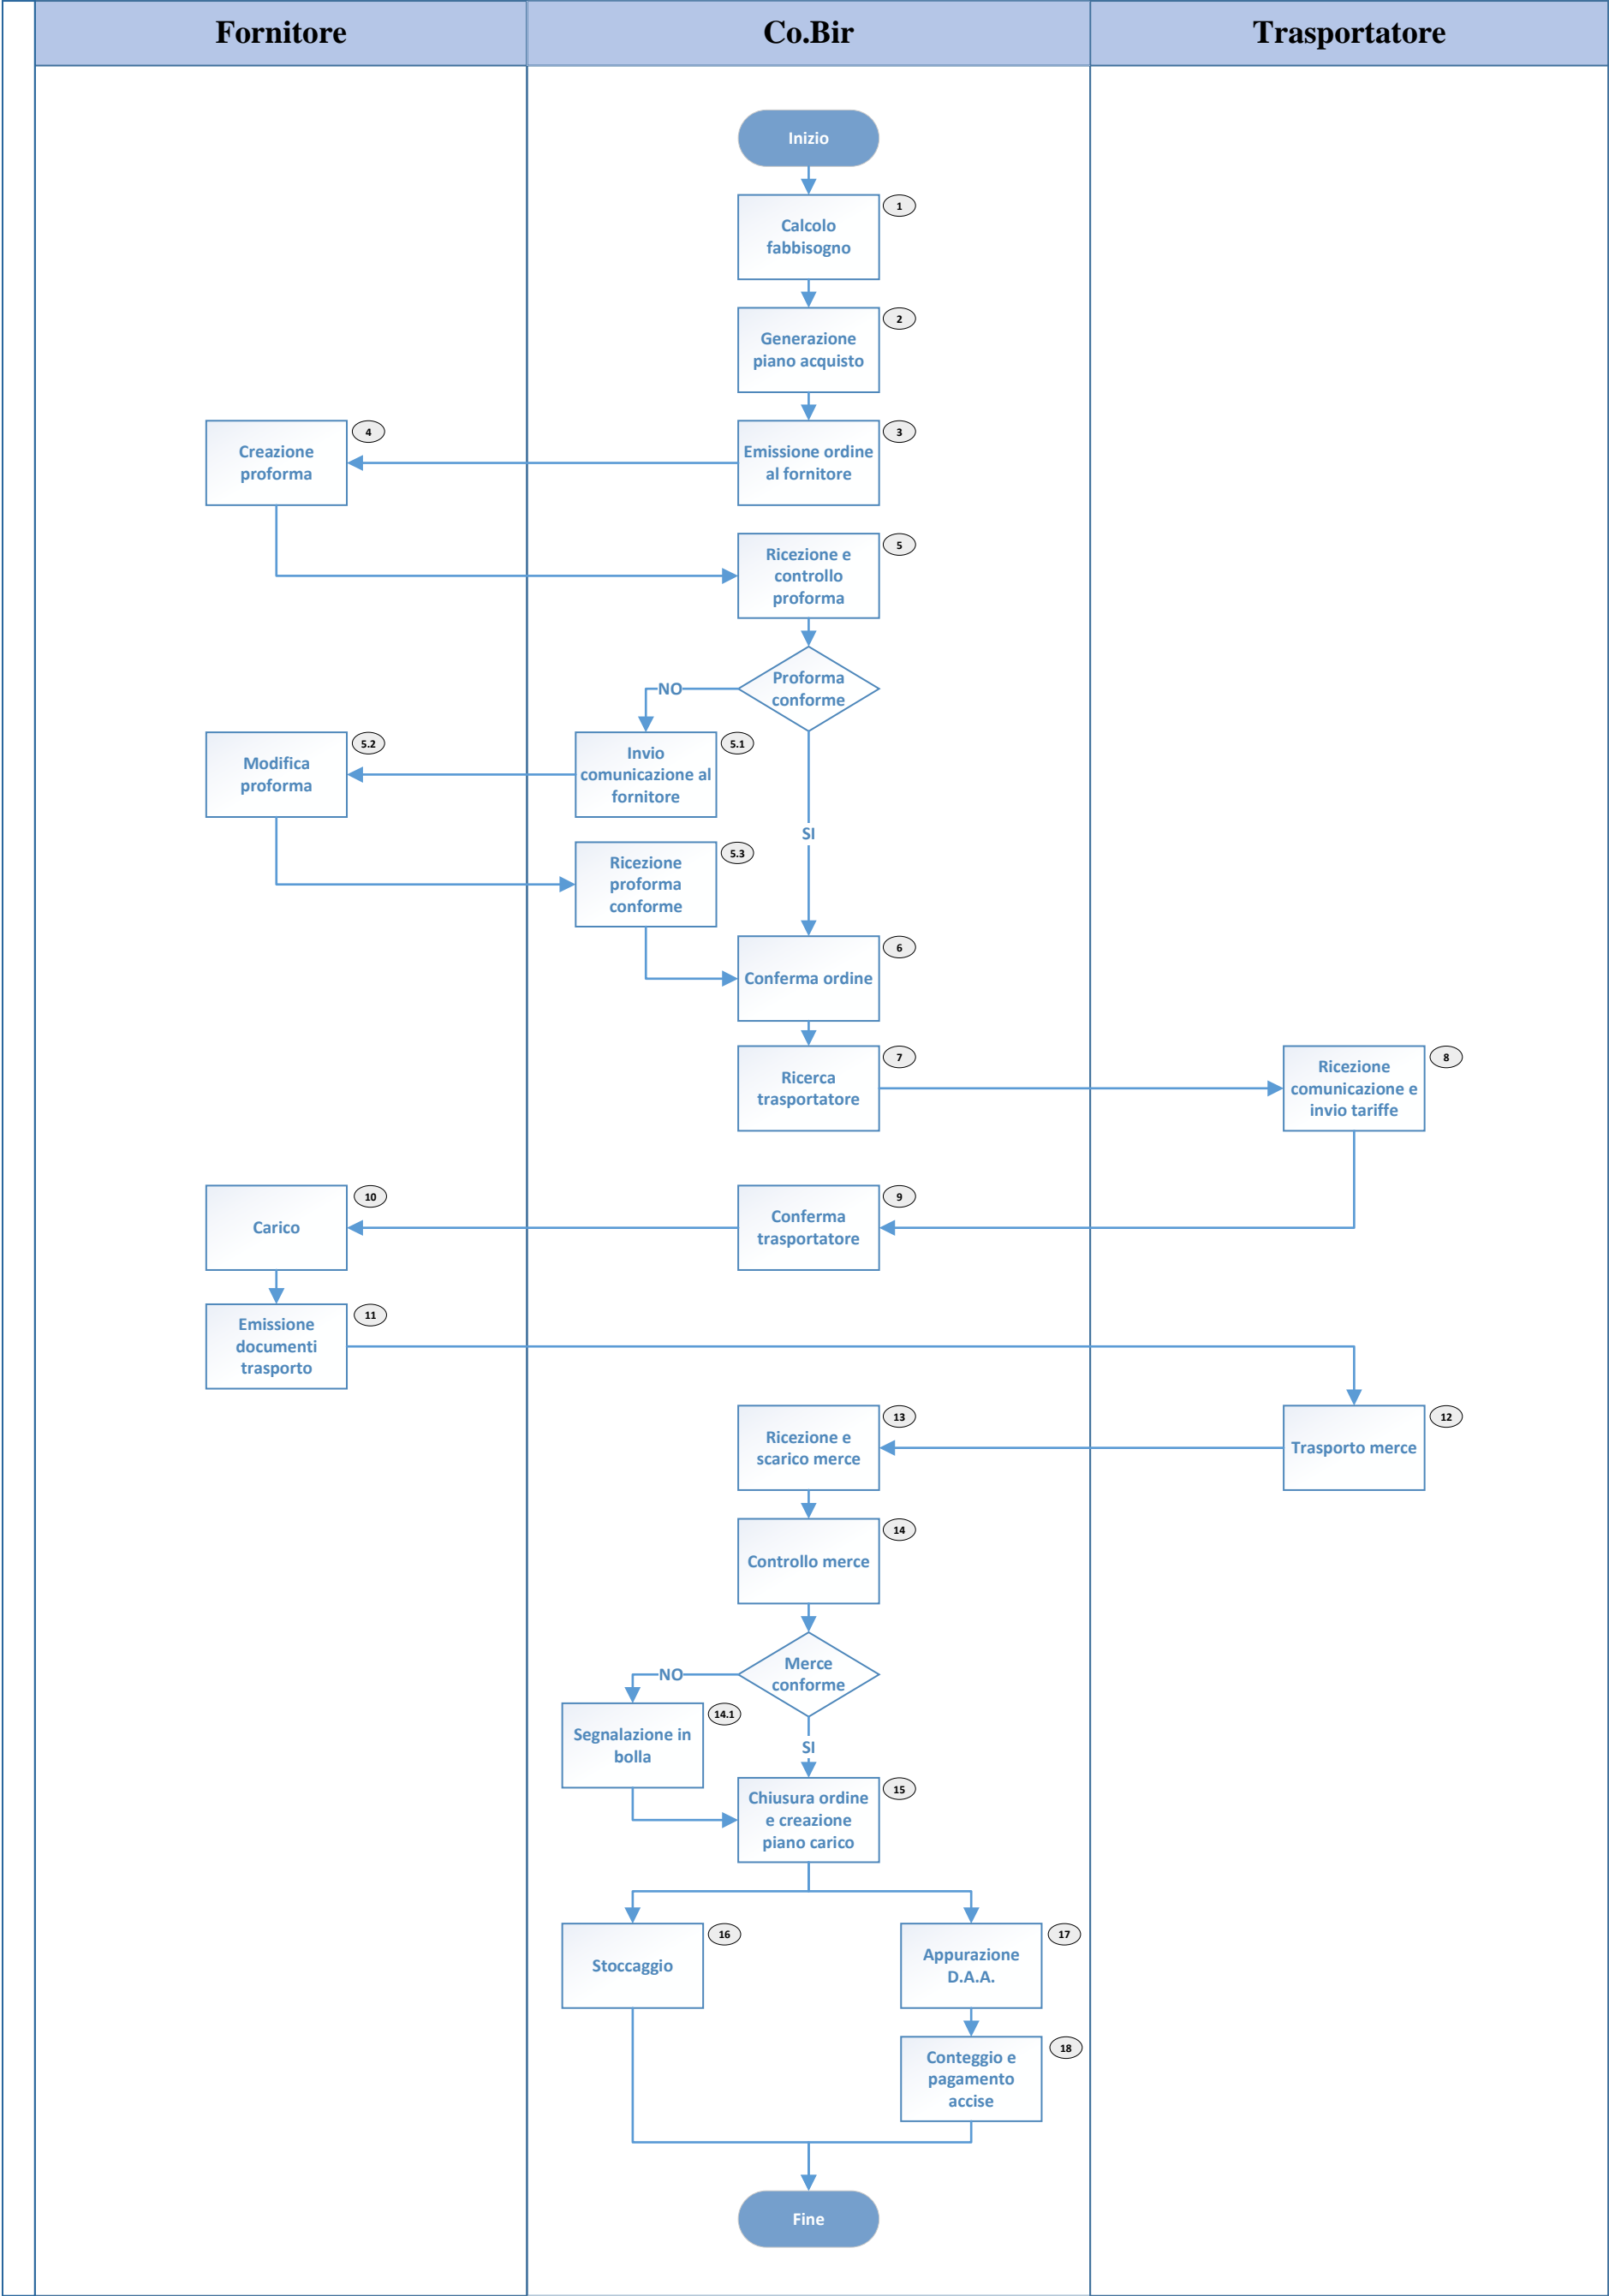 Fornitore
Co.Bir
Trasportatore
Inizio
1
Calcolo
fabbisogno
2
Generazione
piano acquisto
4
Creazione
proforma
3
Emissione ordine
al fornitore
5
Ricezione e
controllo
proforma
Proforma
conforme
NO
5.2
Modifica
proforma
5.1
Invio
comunicazione al
fornitore
SI
5.3
Ricezione
proforma
conforme
6
Conferma ordine
7
Ricerca
trasportatore
8
Ricezione
comunicazione e
invio tariffe
10
Carico
9
Conferma
trasportatore
11
Emissione
documenti
trasporto
13
Ricezione e
scarico merce
12
Trasporto merce
14
Controllo merce
Merce
conforme
NO
14.1
Segnalazione in
bolla
SI
15
Chiusura ordine
e creazione
piano carico
16
Stoccaggio
17
Appurazione
D.A.A.
18
Conteggio e
pagamento
accise
Fine